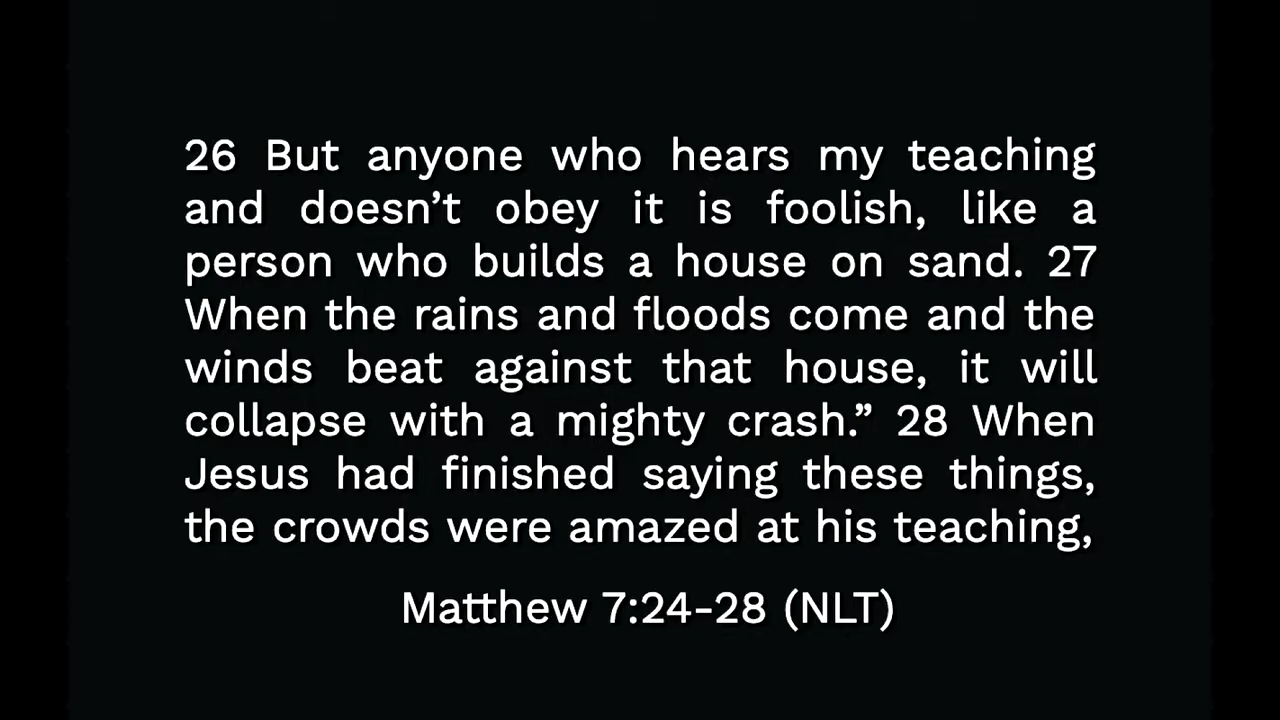 26 But anyone who hears my teaching
and doesn’t obey it is foolish, like a
person who builds a house on sand. 27
When the rains and floods come and the
winds beat against that house, it will
collapse with a mighty crash.” 28 When
Jesus had finished saying these things,
the crowds were amazed at his teaching,
Matthew 7:24-28 (NLT)